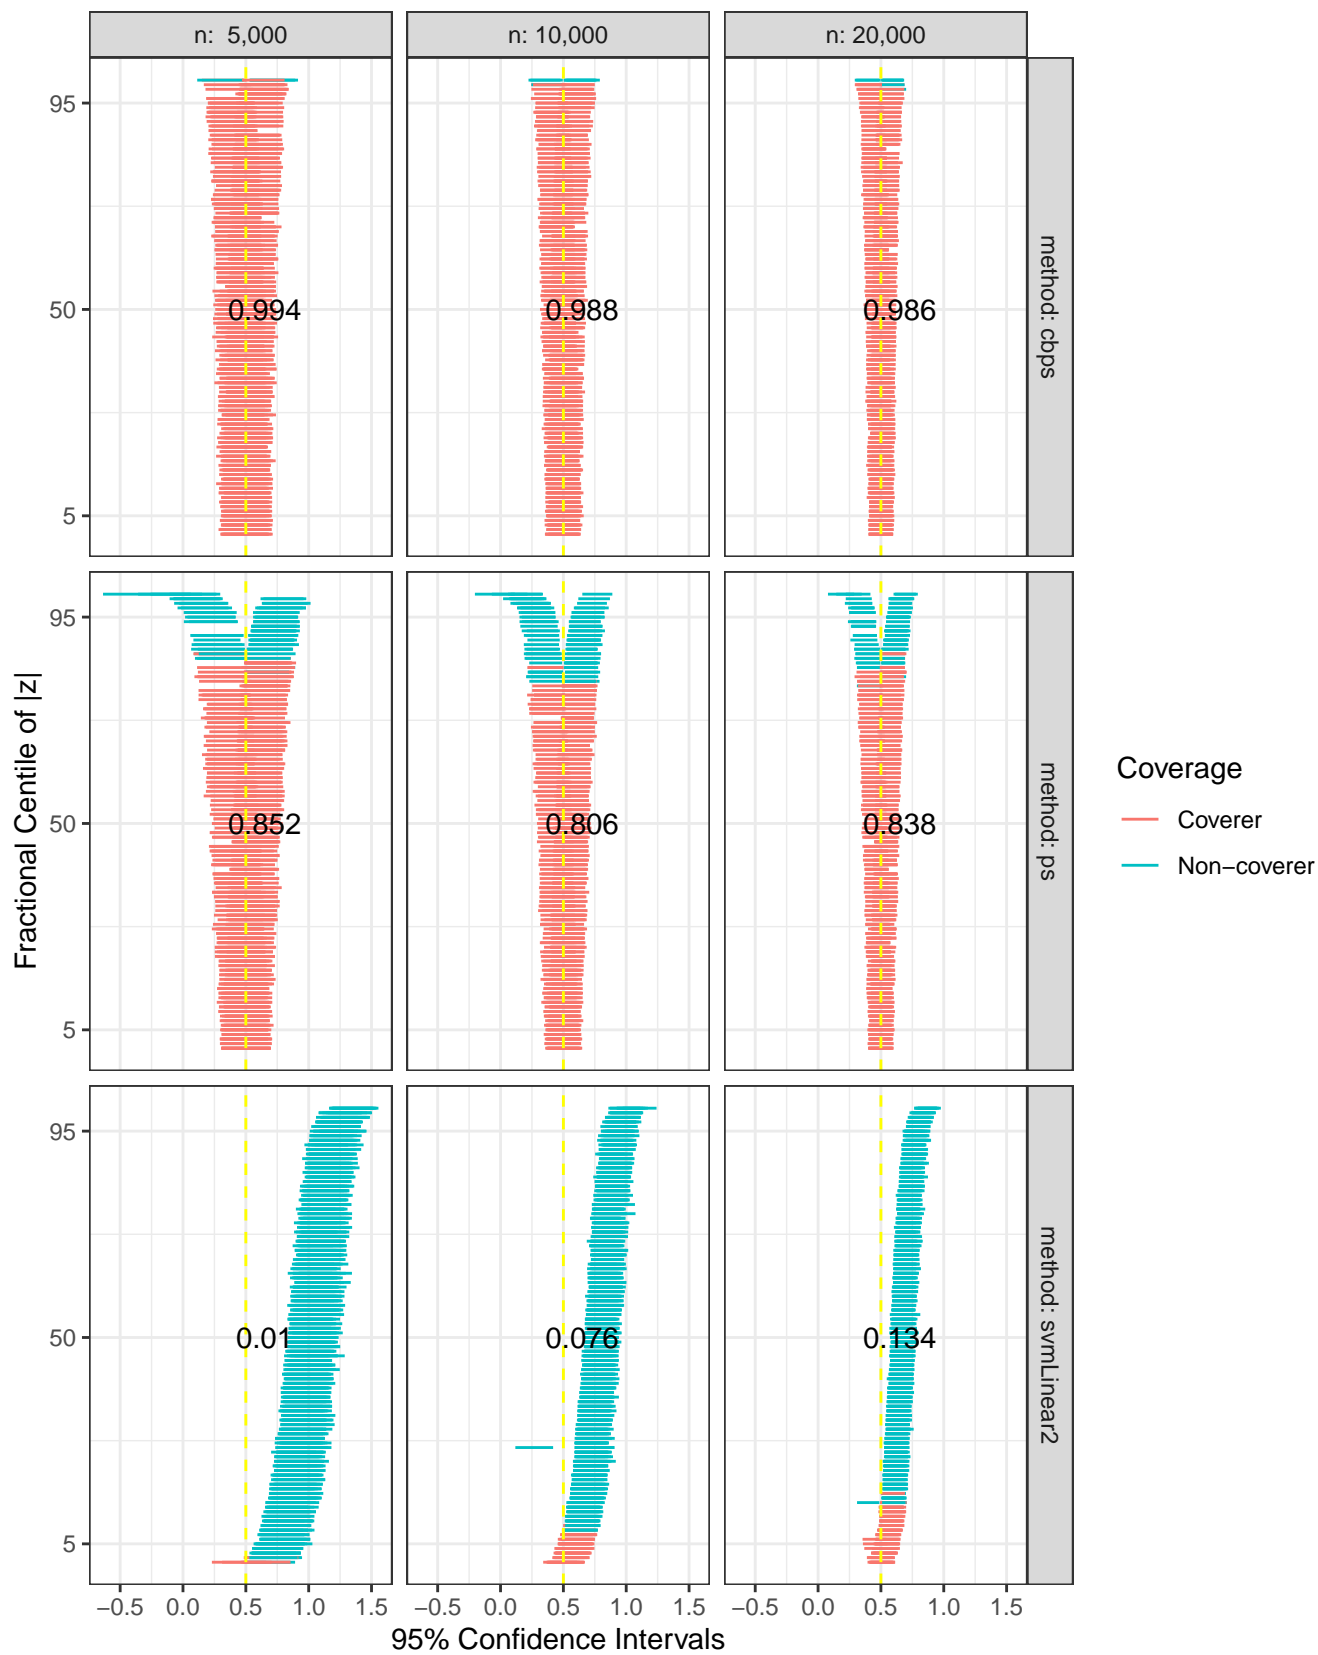 n:  5,000
n: 10,000
n: 20,000
95
50
5
0.994
0.988
0.986
method: cbps
95
50
5
0.852
0.806
0.838
method: ps
95
50
5
0.01
0.076
0.134
method: svmLinear2
Fractional Centile of |z|
−0.5 0.0 0.5 1.0 1.5
−0.5 0.0 0.5 1.0 1.5
−0.5 0.0 0.5 1.0 1.5
95% Confidence Intervals
Coverage
Coverer
Non−coverer